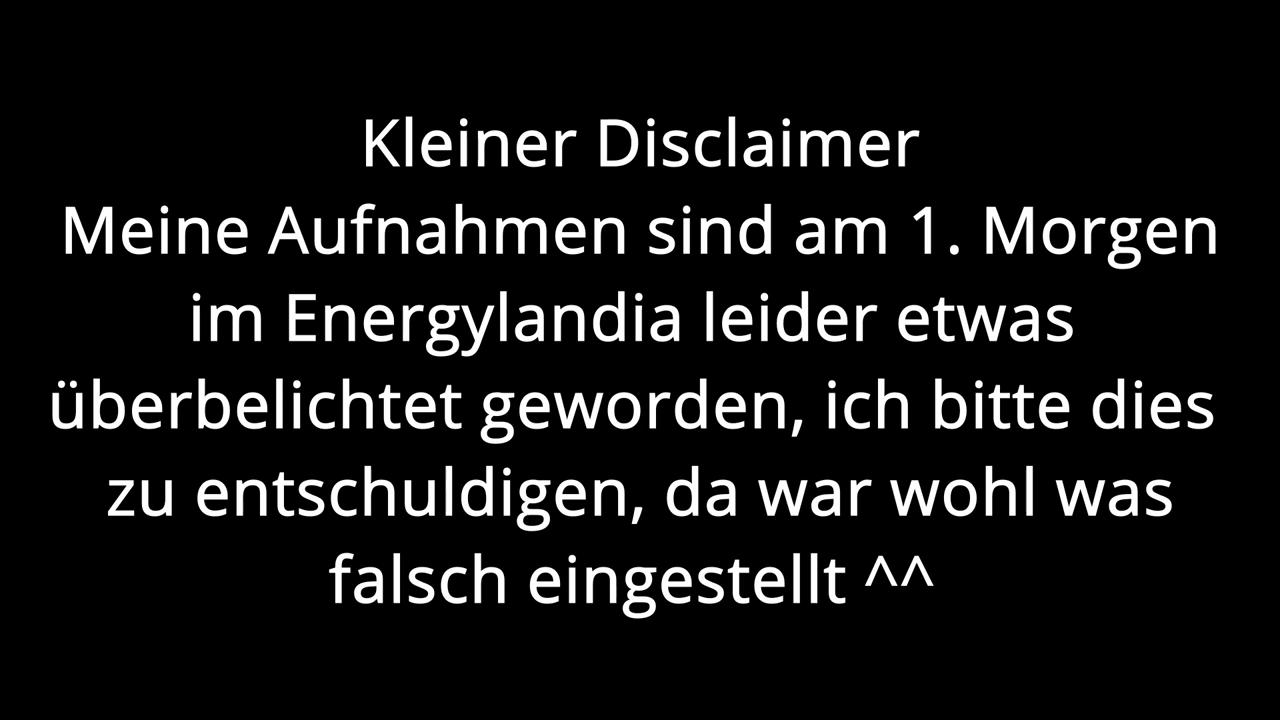 Kleiner Disclaimer
Meine Aufnahmen sind am 1. Morgen
im Energylandia leider etwas
überbelichtet geworden, ich bitte dies
zu entschuldigen, da war wohl was
falsch eingestellt ^^